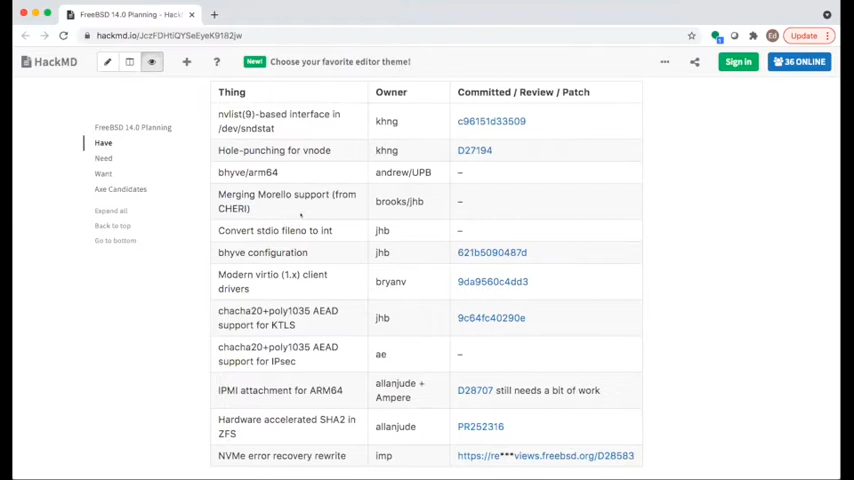 FreeBSD 14.0 Planning - Hack
hackmd.io/JczFDHtiQYSeEyeK9182jw
Ed
Update
HackMD
New!
Choose your favorite editor theme!
Sign in
36 ONLINE
FreeBSD 14.0 Planning
Have
Need
Want
Axe Candidates
Expand all
Back to top
Go to bottom
Thing Owner Committed / Review / Patch
nvlist(9)-based interface in
/dev/sndstat
khng
c96151d33509
Hole-punching for vnode khng D27194
bhyve/arm64 andrew/UPB –
Merging Morello support (from
CHERI)
brooks/jhb
–
Convert stdio fileno to int jhb –
bhyve configuration jhb 621b5090487d
Modern virtio (1.x) client
drivers
bryanv
9da9560c4dd3
chacha20+poly1035 AEAD
support for KTLS
jhb
9c64fc40290e
chacha20+poly1035 AEAD
support for IPsec
ae
–
IPMI attachment for ARM64
allanjude +
Ampere
D28707 still needs a bit of work
Hardware accelerated SHA2 in
ZFS
allanjude
PR252316
NVMe error recovery rewrite imp https://re***views.freebsd.org/D28583